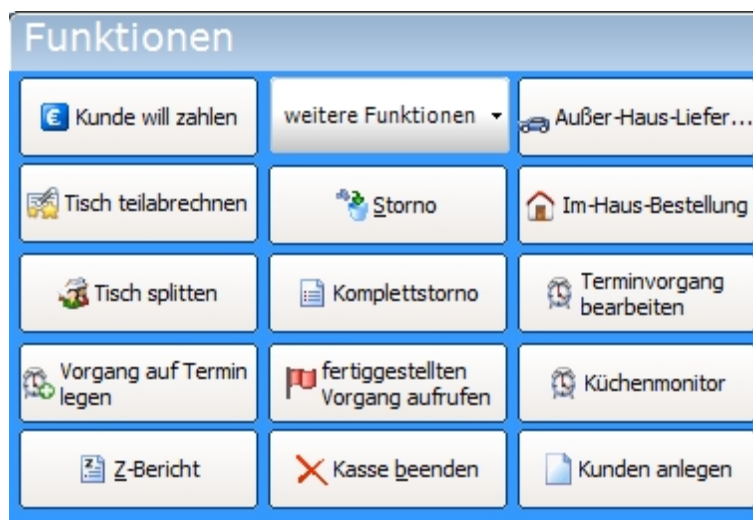 Funktionen
Kunde will zahlen
weitere Funktionen
Außer-Haus-Liefer...
Tisch teilabrechnen
Storno
Im-Haus-Bestellung
Tisch splitten
Komplettstorno
Terminvorgang
bearbeiten
Vorgang auf Termin
legen
fertiggestellten
Vorgang aufrufen
Küchenmonitor
Z-Bericht
Kasse beenden
Kunden anlegen